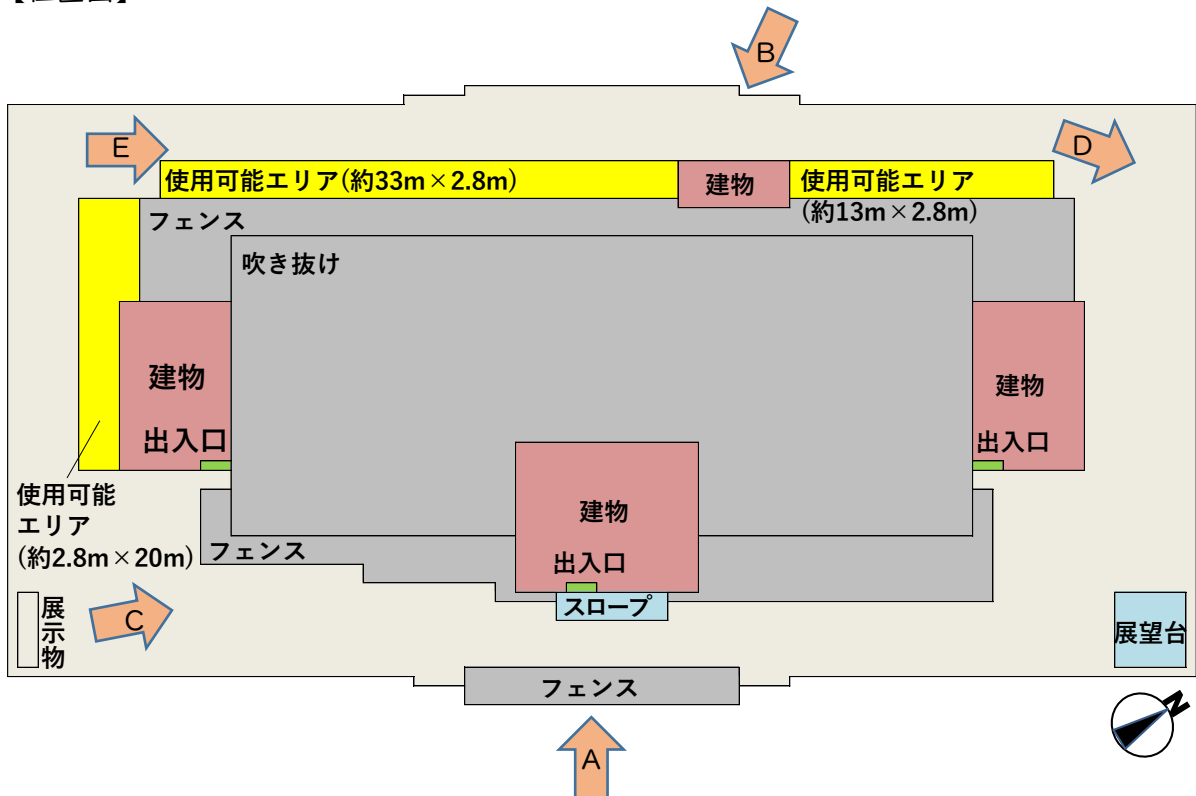 B
E
D
使用可能エリア(約33m×2.8m)
建物
使用可能エリア
(約13m×2.8m)
フェンス
吹き抜け
建物
出入口
建物
出入口
使用可能
エリア
(約2.8m×20m)
フェンス
建物
出入口
スロープ
展示物
C
展望台
フェンス
A
N